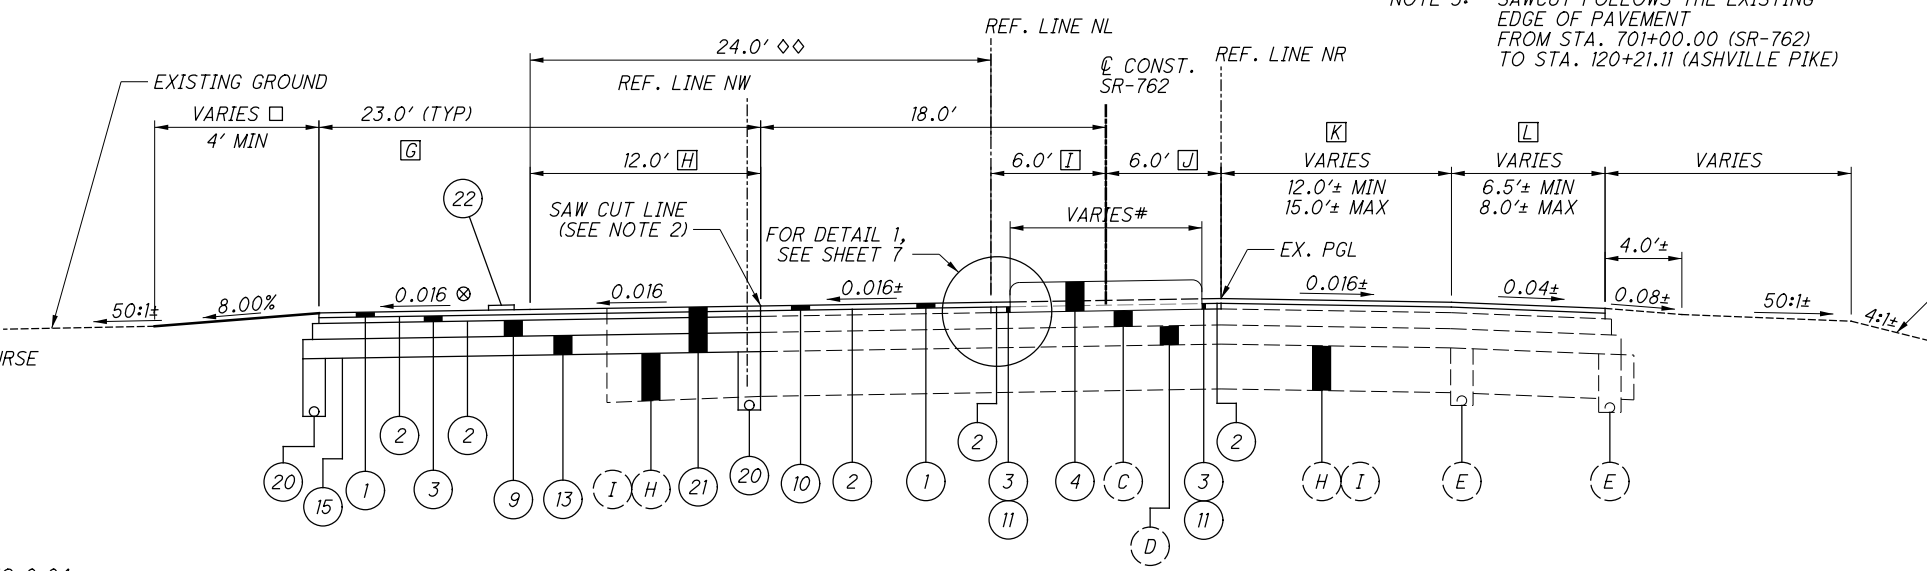 NOTE 3: SAWCUT FOLLOWS THE EXISTING
EDGE OF PAVEMENT
FROM STA. 701+00.00 (SR-762)
TO STA. 120+21.11 (ASHVILLE PIKE)
REF. LINE NL
24.0' ◊◊
REF. LINE NW
℄ CONST.
SR-762
REF. LINE NR
EXISTING GROUND
VARIES □
4' MIN
23.0' (TYP)
G
18.0'
12.0' H
6.0' I
6.0' J
K
VARIES
12.0'± MIN
15.0'± MAX
L
VARIES
6.5'± MIN
8.0'± MAX
VARIES
22
SAW CUT LINE
(SEE NOTE 2)
FOR DETAIL 1,
SEE SHEET 7
VARIES#
EX. PGL
4.0'±
50:1±
8.00%
0.016 ⊗
0.016
0.016±
0.016±
0.04±
0.08±
50:1±
4:1±
2
2
20
2
2
20
15
1
3
9
13
I
H
21
10
2
1
3
11
4
C
D
3
11
H
I
E
E